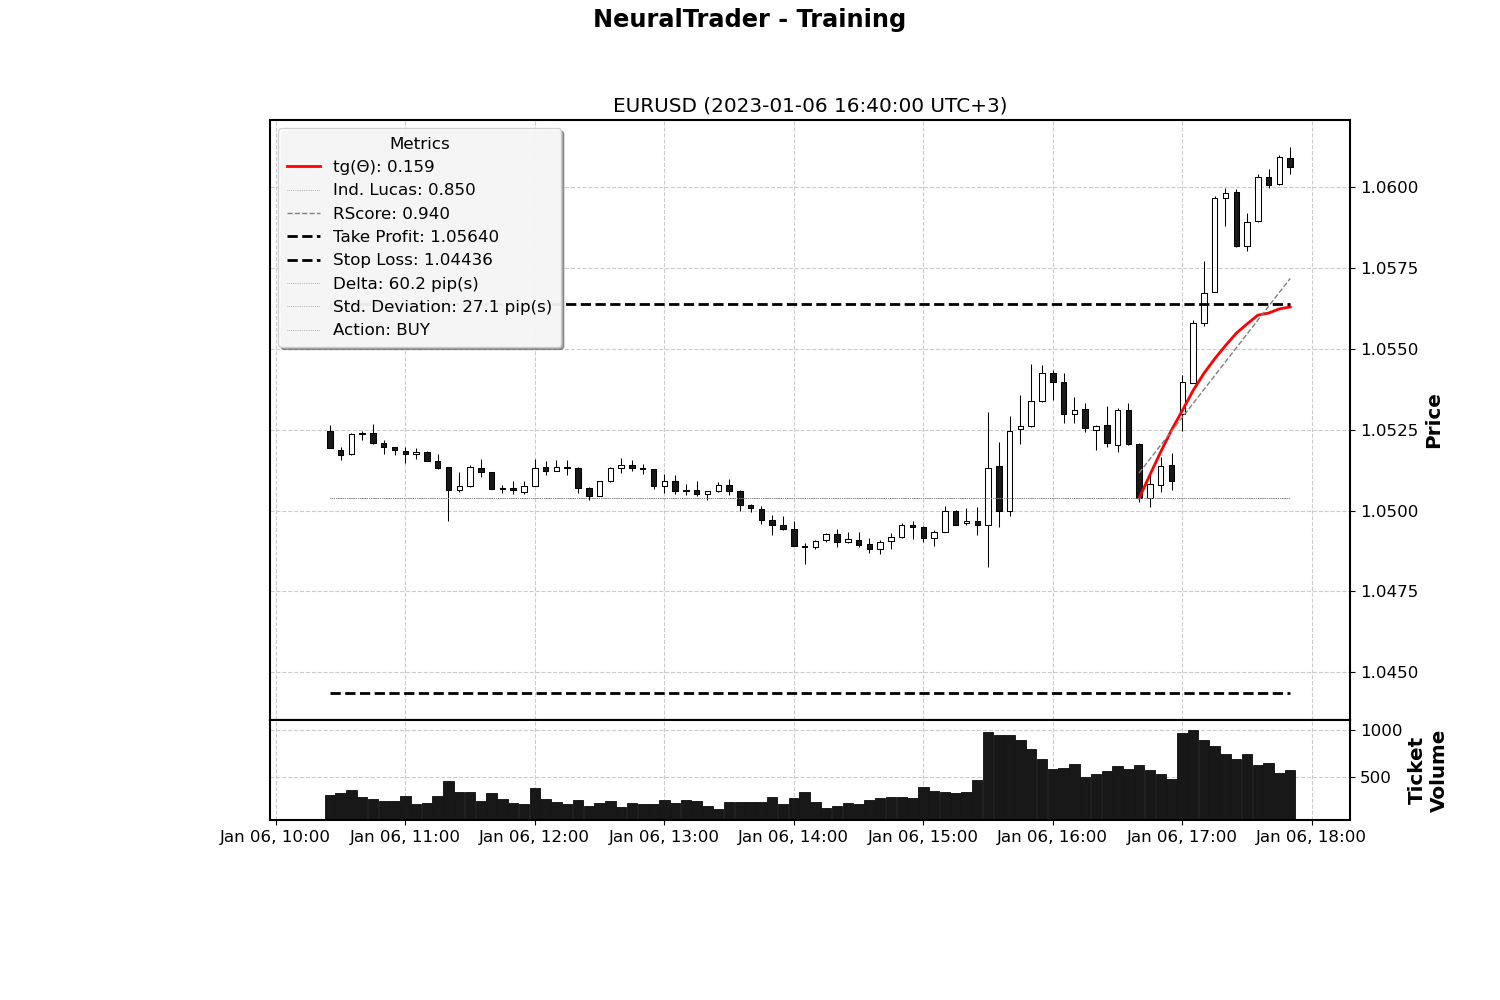 NeuralTrader - Training
EURUSD (2023-01-06 16:40:00 UTC+3)
Metrics
tg(Θ): 0.159
Ind. Lucas: 0.850
RScore: 0.940
Take Profit: 1.05640
Stop Loss: 1.04436
Delta: 60.2 pip(s)
Std. Deviation: 27.1 pip(s)
Action: BUY
1.0600
1.0575
1.0550
1.0525
1.0500
1.0475
1.0450
Price
1000
500
Ticket
Volume
Jan 06, 10:00
Jan 06, 11:00
Jan 06, 12:00
Jan 06, 13:00
Jan 06, 14:00
Jan 06, 15:00
Jan 06, 16:00
Jan 06, 17:00
Jan 06, 18:00